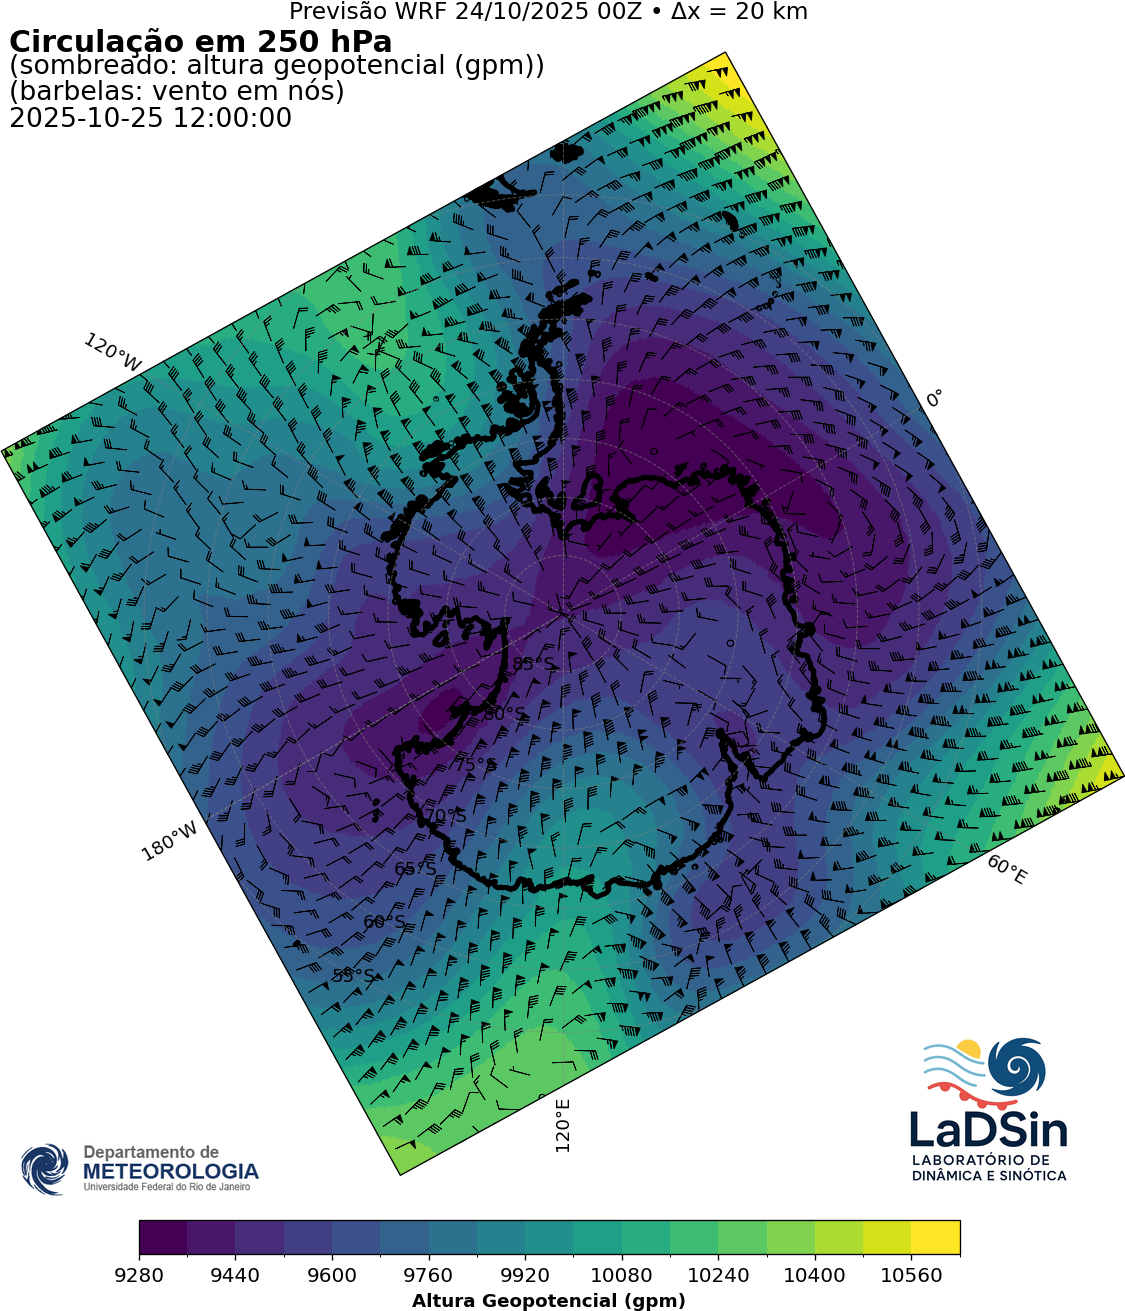 Previsão WRF 24/10/2025 00Z • Δx = 20 km
Circulação em 250 hPa
(sombreado: altura geopotencial (gpm))
(barbelas: vento em nós)
2025-10-25 12:00:00
120°W
0°
85°S
80°S
75°S
70°S
65°S
60°S
55°S
180°W
60°E
120°E
Departamento de
METEOROLOGIA
Universidade Federal do Rio de Janeiro
LaDSin
LABORATÓRIO DE
DINÂMICA E SINÓTICA
9280 9440 9600 9760 9920 10080 10240 10400 10560
Altura Geopotencial (gpm)